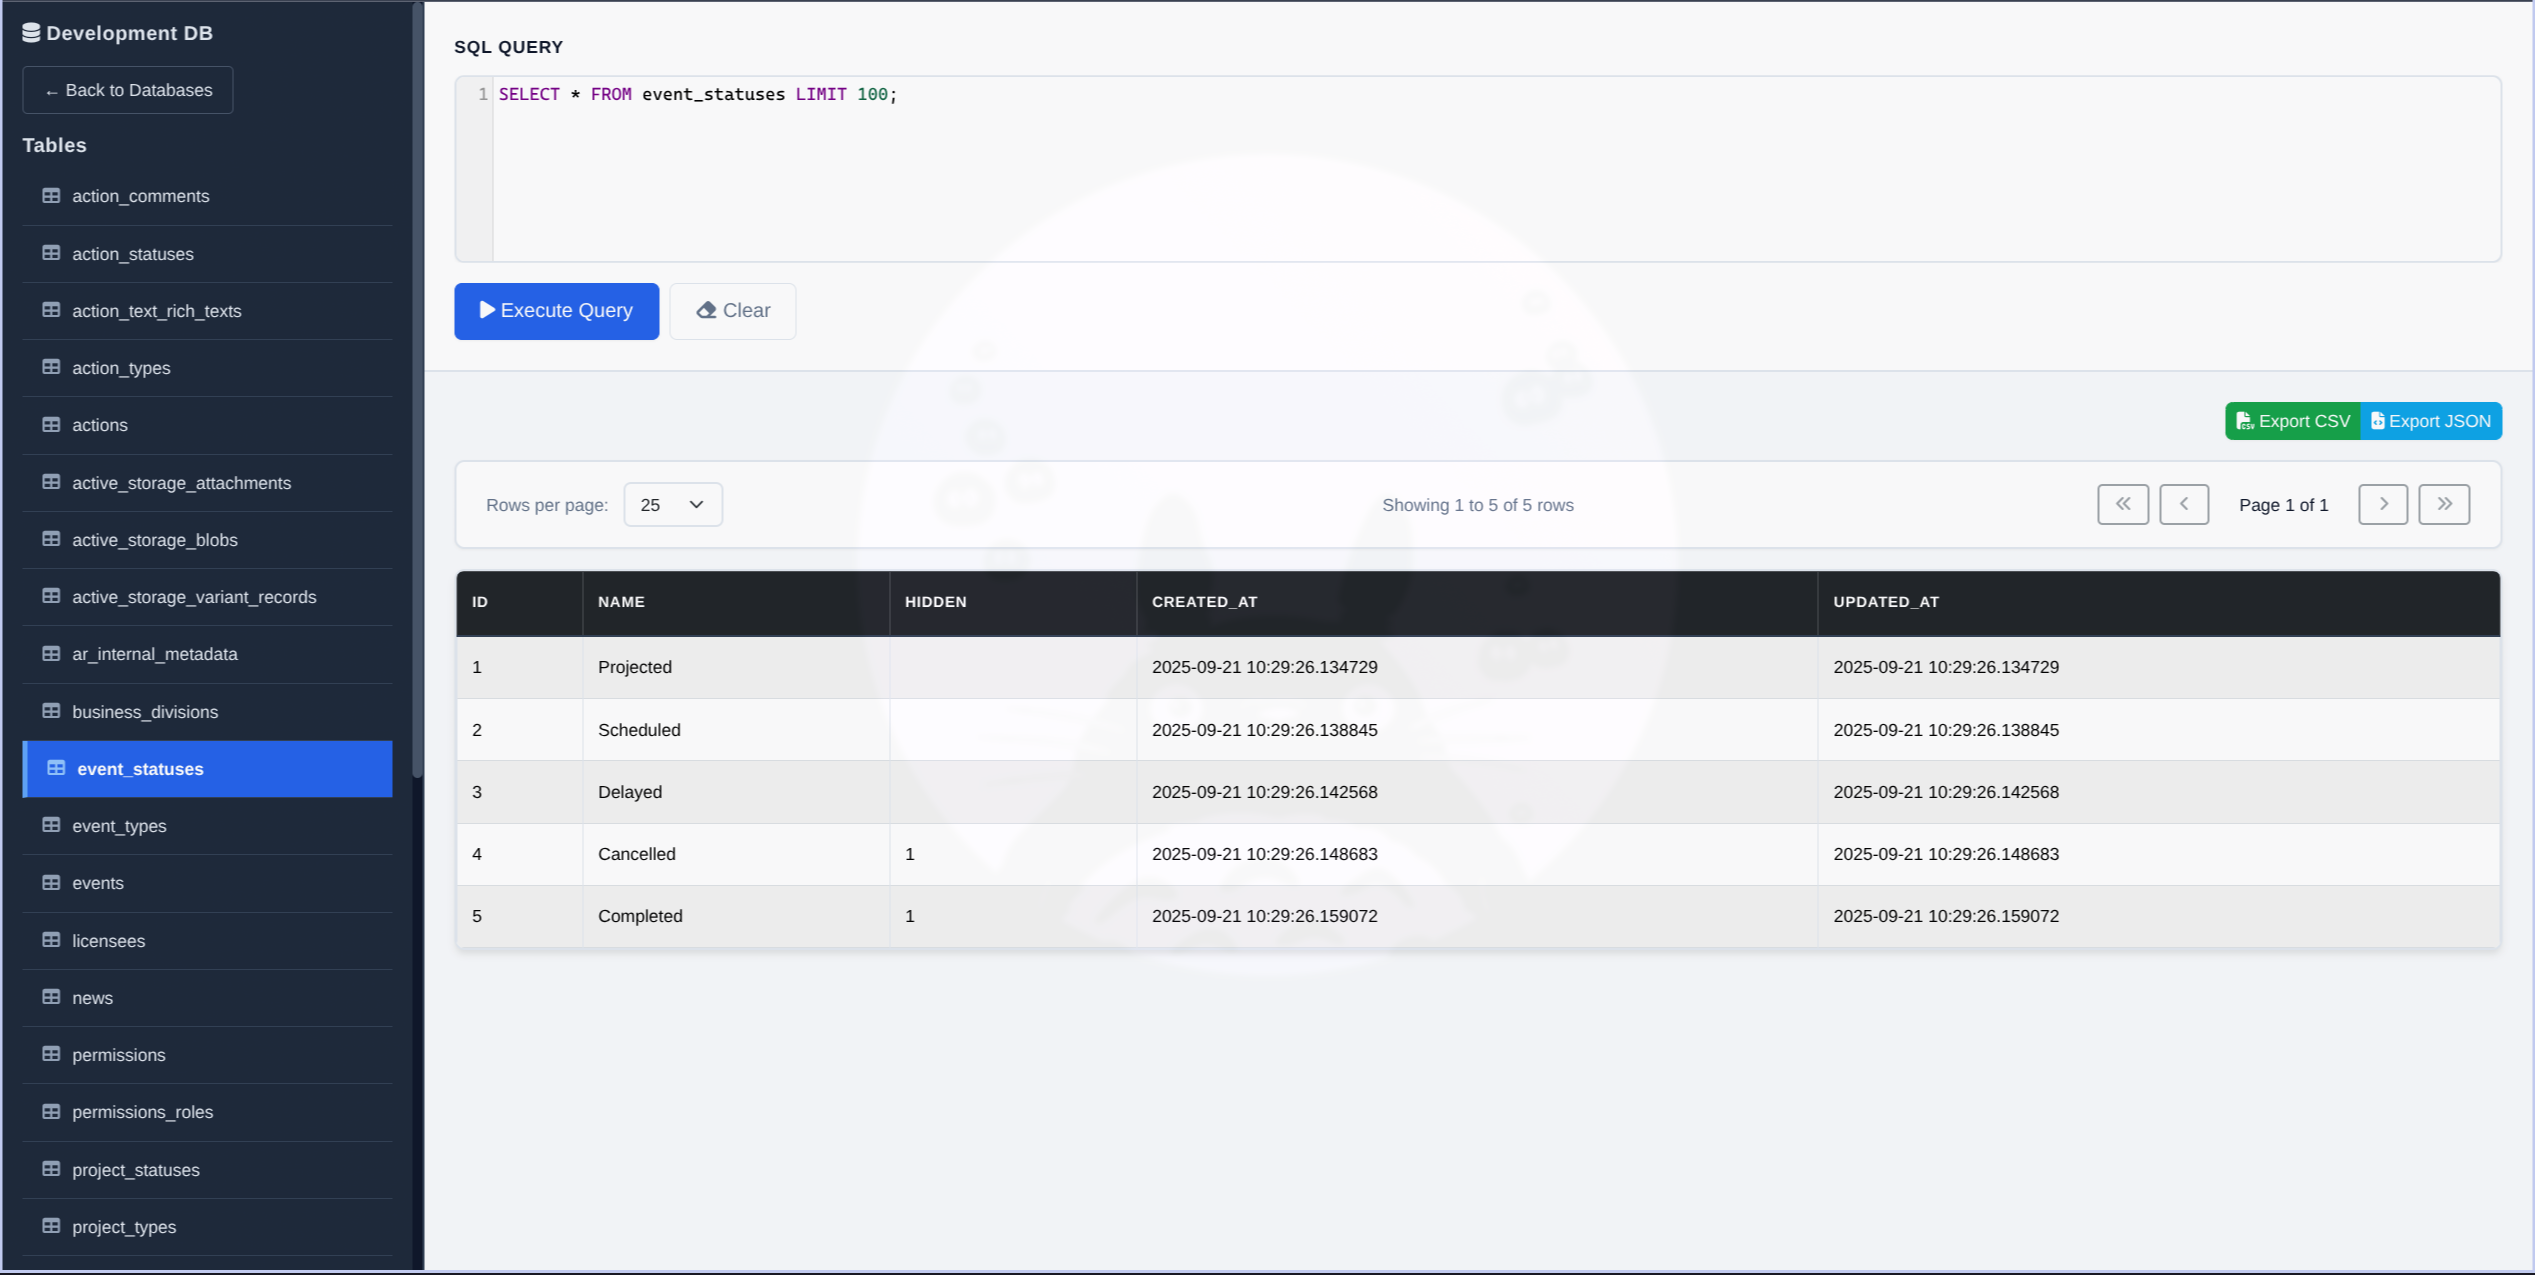 Development DB
← Back to Databases
Tables
action_comments
action_statuses
action_text_rich_texts
action_types
actions
active_storage_attachments
active_storage_blobs
active_storage_variant_records
ar_internal_metadata
business_divisions
event_statuses
event_types
events
licensees
news
permissions
permissions_roles
project_statuses
project_types
SQL QUERY
1 SELECT * FROM event_statuses LIMIT 100;
Execute Query Clear
Export CSV Export JSON
Rows per page: 25 Showing 1 to 5 of 5 rows « ‹ Page 1 of 1 › »
ID NAME HIDDEN CREATED_AT UPDATED_AT
1 Projected 2025-09-21 10:29:26.134729 2025-09-21 10:29:26.134729
2 Scheduled 2025-09-21 10:29:26.138845 2025-09-21 10:29:26.138845
3 Delayed 2025-09-21 10:29:26.142568 2025-09-21 10:29:26.142568
4 Cancelled 1 2025-09-21 10:29:26.148683 2025-09-21 10:29:26.148683
5 Completed 1 2025-09-21 10:29:26.159072 2025-09-21 10:29:26.159072